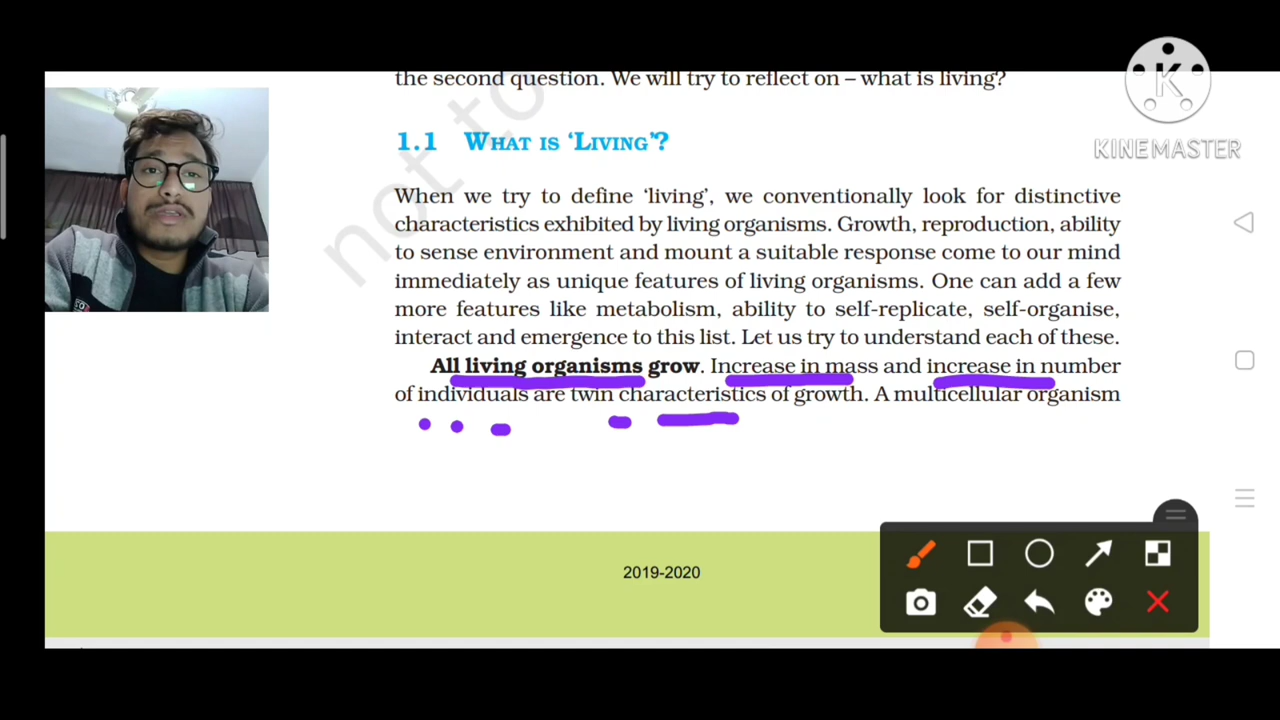 the second question. We will try to reflect on – what is living?
KINEMASTER
1.1 WHAT IS ‘LIVING’?
When we try to define ‘living’, we conventionally look for distinctive
characteristics exhibited by living organisms. Growth, reproduction, ability
to sense environment and mount a suitable response come to our mind
immediately as unique features of living organisms. One can add a few
more features like metabolism, ability to self-replicate, self-organise,
interact and emergence to this list. Let us try to understand each of these.
All living organisms grow. Increase in mass and increase in number
of individuals are twin characteristics of growth. A multicellular organism
2019-2020
not to